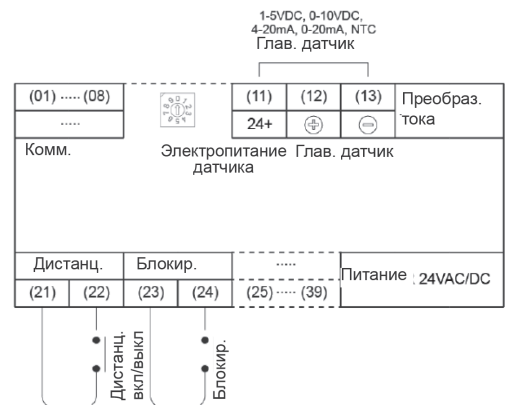 1-5VDC, 0-10VDC,
4-20mA, 0-20mA, NTC
Глав. датчик
(01) ..... (08)
(11) (12) (13)
Преобраз.
тока
.....
24+ ⊕ ⊖
Комм.
Электропитание
датчика
Глав. датчик
Дистанц. Блокир. .....
Питание : 24VAC/DC
(21) (22) (23) (24) (25) ..... (39)
Дистанц.
вкл/выкл
Блокир.